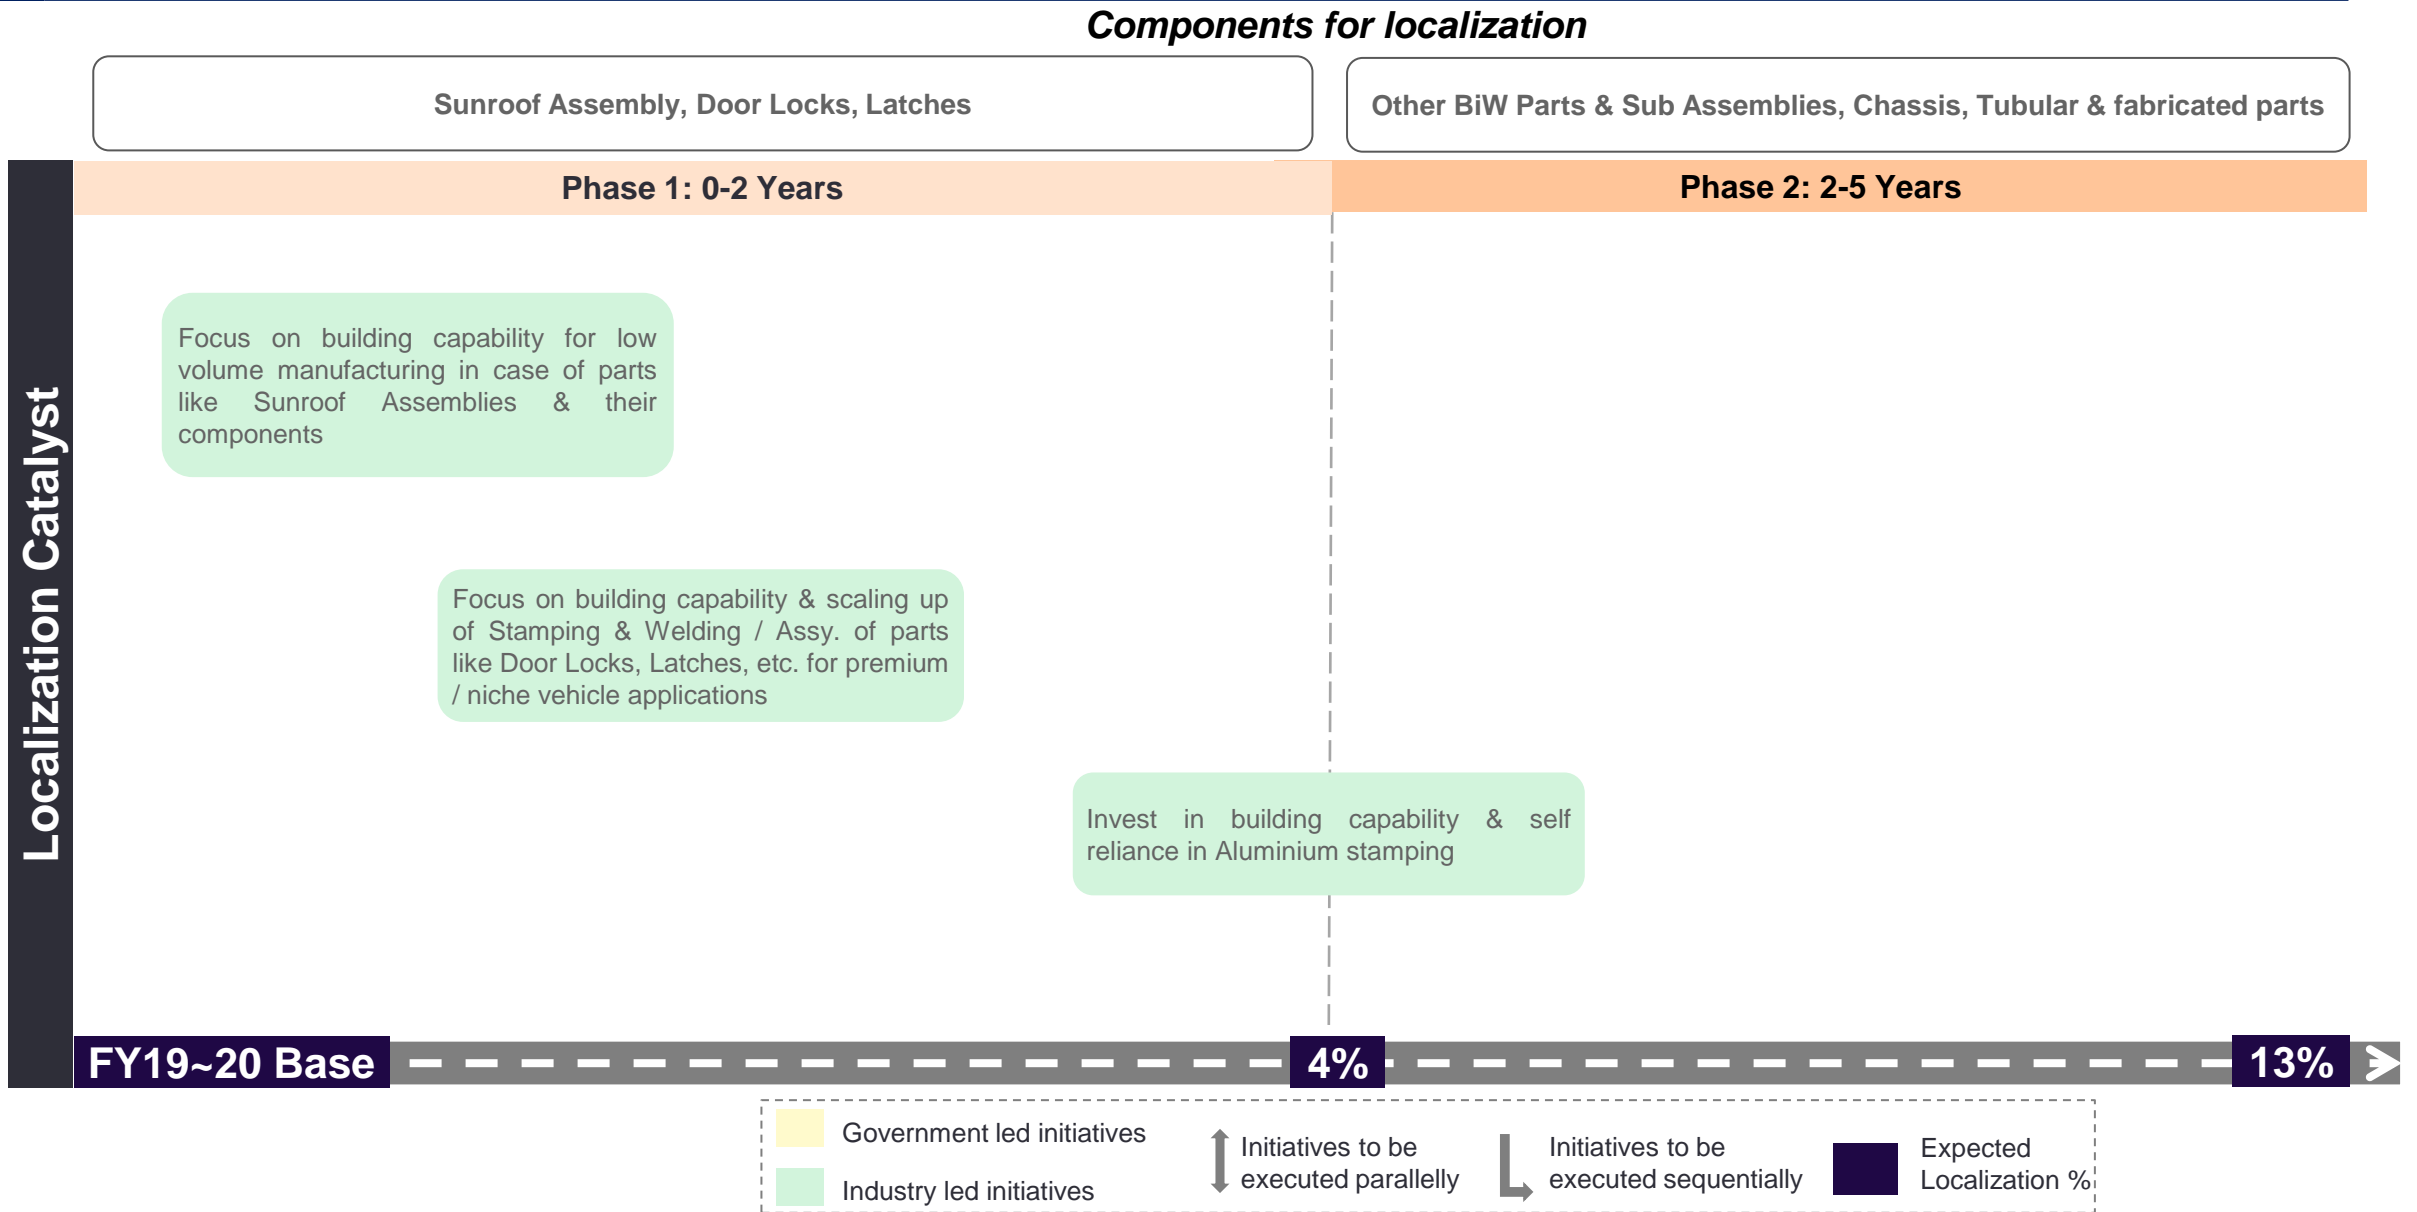 Components for localization
Sunroof Assembly, Door Locks, Latches
Other BiW Parts & Sub Assemblies, Chassis, Tubular & fabricated parts
Phase 1: 0-2 Years
Phase 2: 2-5 Years
Localization Catalyst
Focus on building capability for low
volume manufacturing in case of parts
like Sunroof Assemblies & their
components
Focus on building capability & scaling up
of Stamping & Welding / Assy. of parts
like Door Locks, Latches, etc. for premium
/ niche vehicle applications
Invest in building capability & self
reliance in Aluminium stamping
FY19~20 Base
4%
13%
Government led initiatives
Industry led initiatives
Initiatives to be
executed parallelly
Initiatives to be
executed sequentially
Expected
Localization %